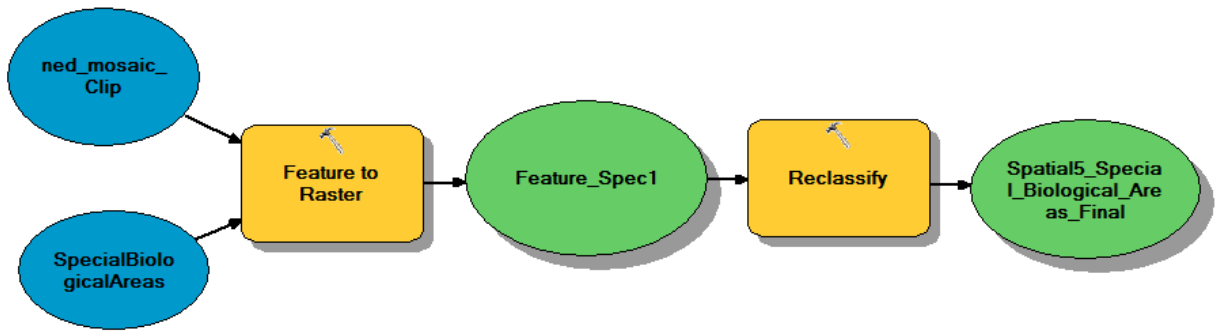 ned_mosaic_
Clip
SpecialBiolo
gicalAreas
Feature to
Raster
Feature_Spec1
Reclassify
Spatial5_Specia
l_Biological_Are
as_Final